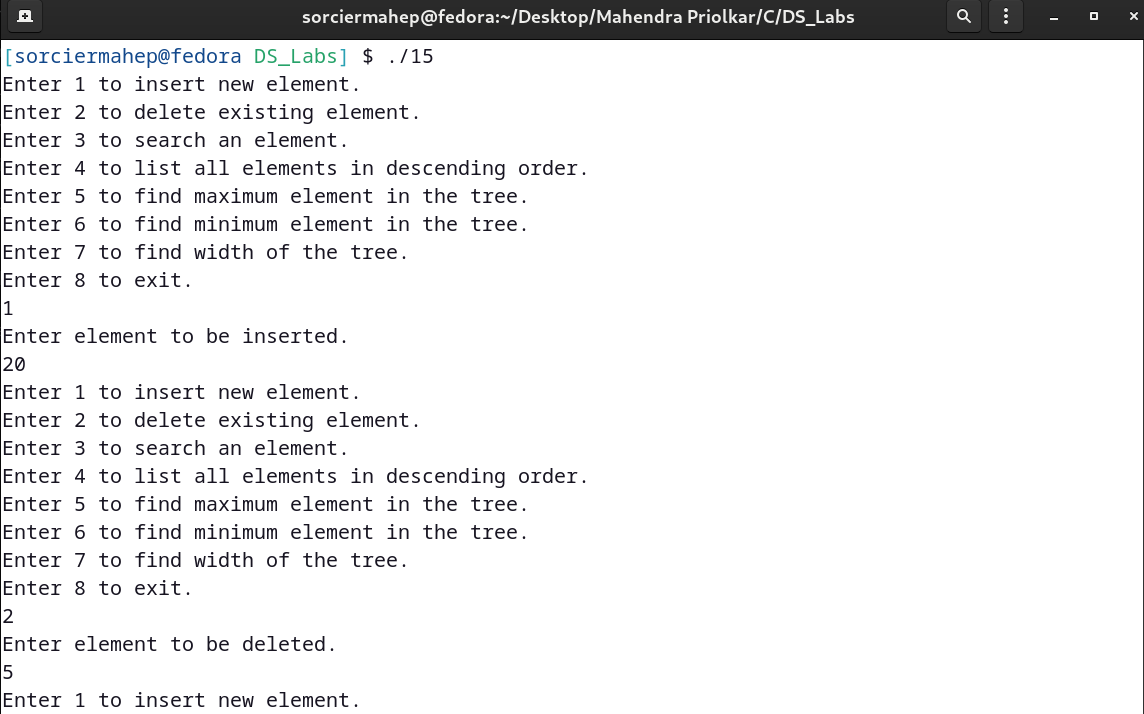 sorciermahep@fedora:~/Desktop/Mahendra Priolkar/C/DS_Labs
[sorciermahep@fedora DS_Labs] $ ./15
Enter 1 to insert new element.
Enter 2 to delete existing element.
Enter 3 to search an element.
Enter 4 to list all elements in descending order.
Enter 5 to find maximum element in the tree.
Enter 6 to find minimum element in the tree.
Enter 7 to find width of the tree.
Enter 8 to exit.
1
Enter element to be inserted.
20
Enter 1 to insert new element.
Enter 2 to delete existing element.
Enter 3 to search an element.
Enter 4 to list all elements in descending order.
Enter 5 to find maximum element in the tree.
Enter 6 to find minimum element in the tree.
Enter 7 to find width of the tree.
Enter 8 to exit.
2
Enter element to be deleted.
5
Enter 1 to insert new element.